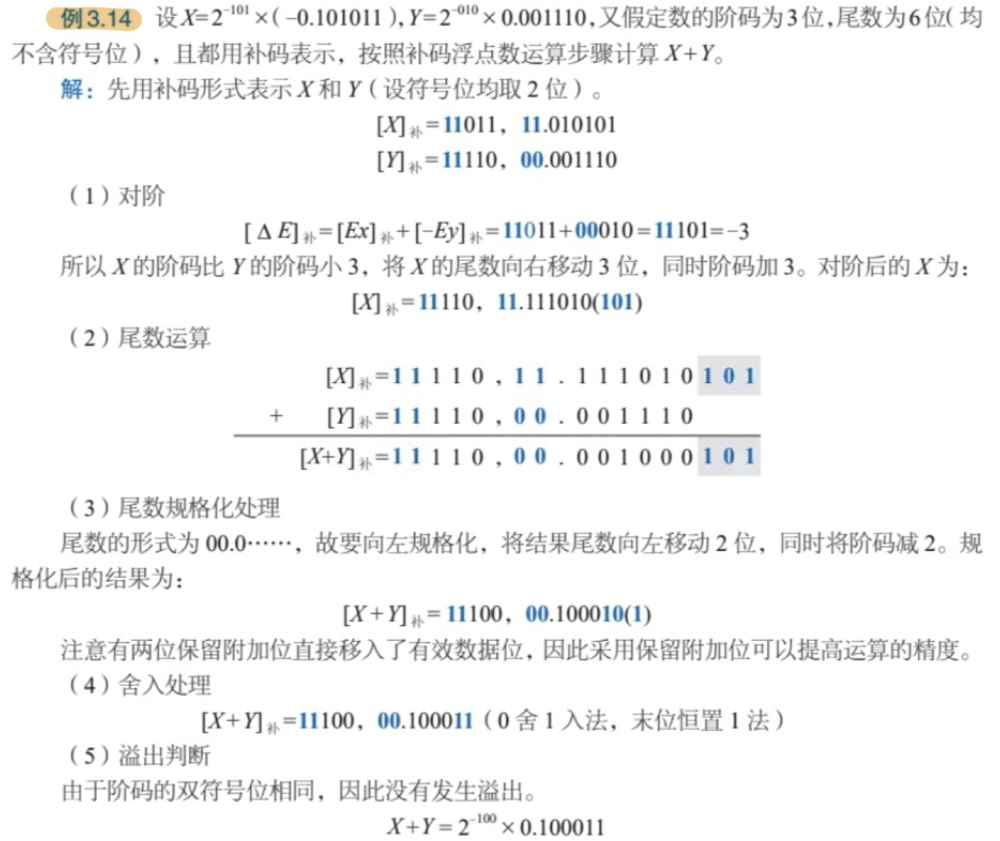 例3.14 设X=2⁻¹⁰¹×(-0.101011),Y=2⁻⁰¹⁰×0.001110,又假定数的阶码为3位,尾数为6位(均
不含符号位),且都用补码表示,按照补码浮点数运算步骤计算X+Y。
解:先用补码形式表示X和Y(设符号位均取2位)。
[X]补=11011, 11.010101
[Y]补=11110, 00.001110
(1)对阶
[ΔE]补=[Ex]补+[-Ey]补=11011+00010=11101=-3
所以X的阶码比Y的阶码小3,将X的尾数向右移动3位,同时阶码加3。对阶后的X为:
[X]补=11110, 11.111010(101)
(2)尾数运算
[X]补=1 1 1 1 0 , 1 1 . 1 1 1 0 1 0 1 0 1
+ [Y]补=1 1 1 1 0 , 0 0 . 0 0 1 1 1 0
[X+Y]补=1 1 1 1 0 , 0 0 . 0 0 1 0 0 0 1 0 1
(3)尾数规格化处理
尾数的形式为00.0……,故要向左规格化,将结果尾数向左移动2位,同时将阶码减2。规
格化后的结果为:
[X+Y]补= 11100, 00.100010(1)
注意有两位保留附加位直接移入了有效数据位,因此采用保留附加位可以提高运算的精度。
(4)舍入处理
[X+Y]补=11100, 00.100011(0舍1入法,末位恒置1法)
(5)溢出判断
由于阶码的双符号位相同,因此没有发生溢出。
X+Y=2⁻¹⁰⁰×0.100011